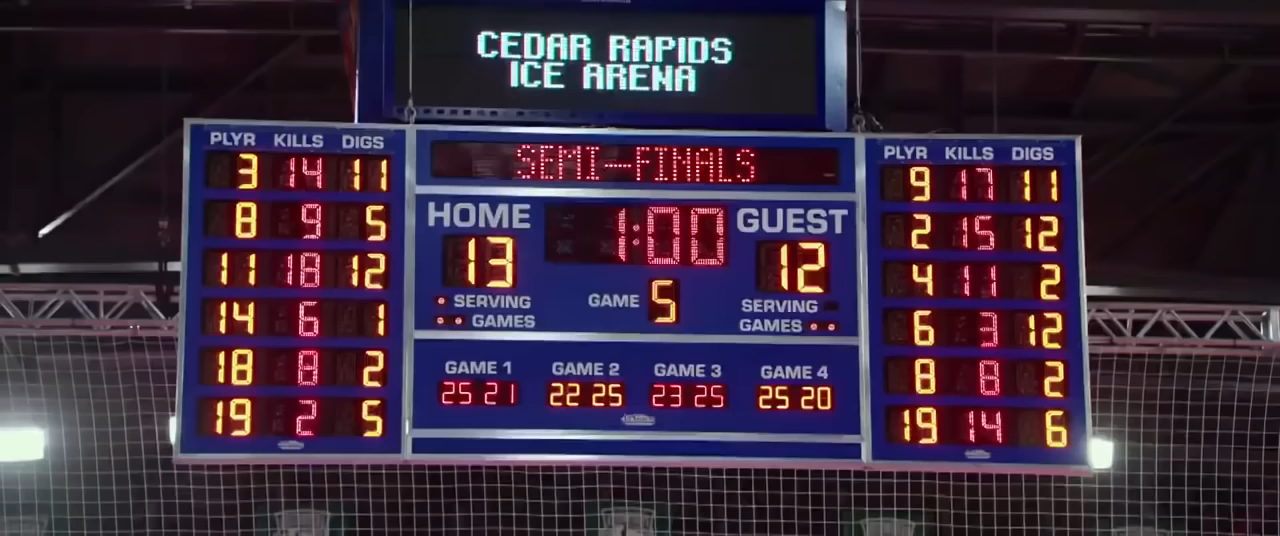 CEDAR RAPIDS
ICE ARENA
PLYR KILLS DIGS
3 14 11
8 9 5
11 18 12
14 6 1
18 8 2
19 2 5
SEMI-FINALS
HOME 1:00 GUEST
13 12
SERVING GAME 5 SERVING
GAMES GAMES
GAME 1 GAME 2 GAME 3 GAME 4
25 21 22 25 23 25 25 20
PLYR KILLS DIGS
9 17 11
2 15 12
4 11 2
6 3 12
8 8 2
19 14 6